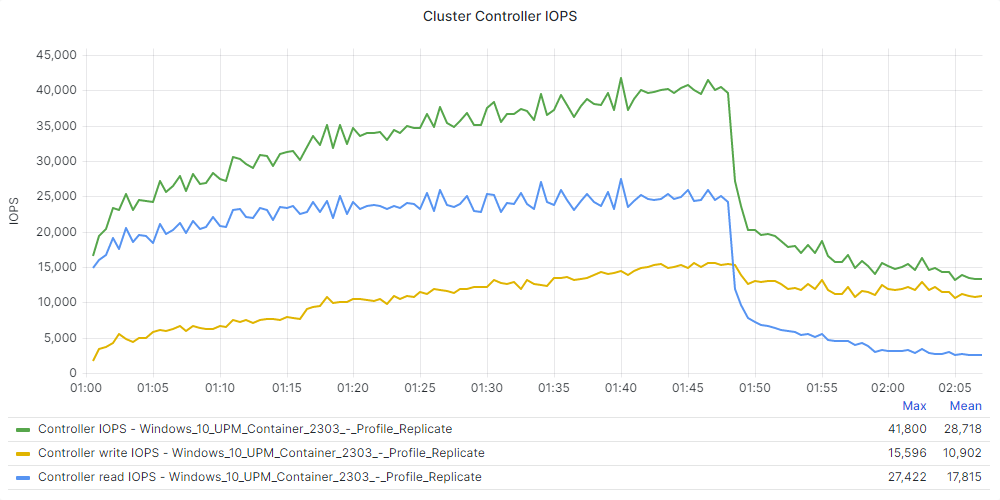 Cluster Controller IOPS
IOPS
45,000
40,000
35,000
30,000
25,000
20,000
15,000
10,000
5,000
0
01:00 01:05 01:10 01:15 01:20 01:25 01:30 01:35 01:40 01:45 01:50 01:55 02:00 02:05
Max Mean
Controller IOPS - Windows_10_UPM_Container_2303_-_Profile_Replicate 41,800 28,718
Controller write IOPS - Windows_10_UPM_Container_2303_-_Profile_Replicate 15,596 10,902
Controller read IOPS - Windows_10_UPM_Container_2303_-_Profile_Replicate 27,422 17,815